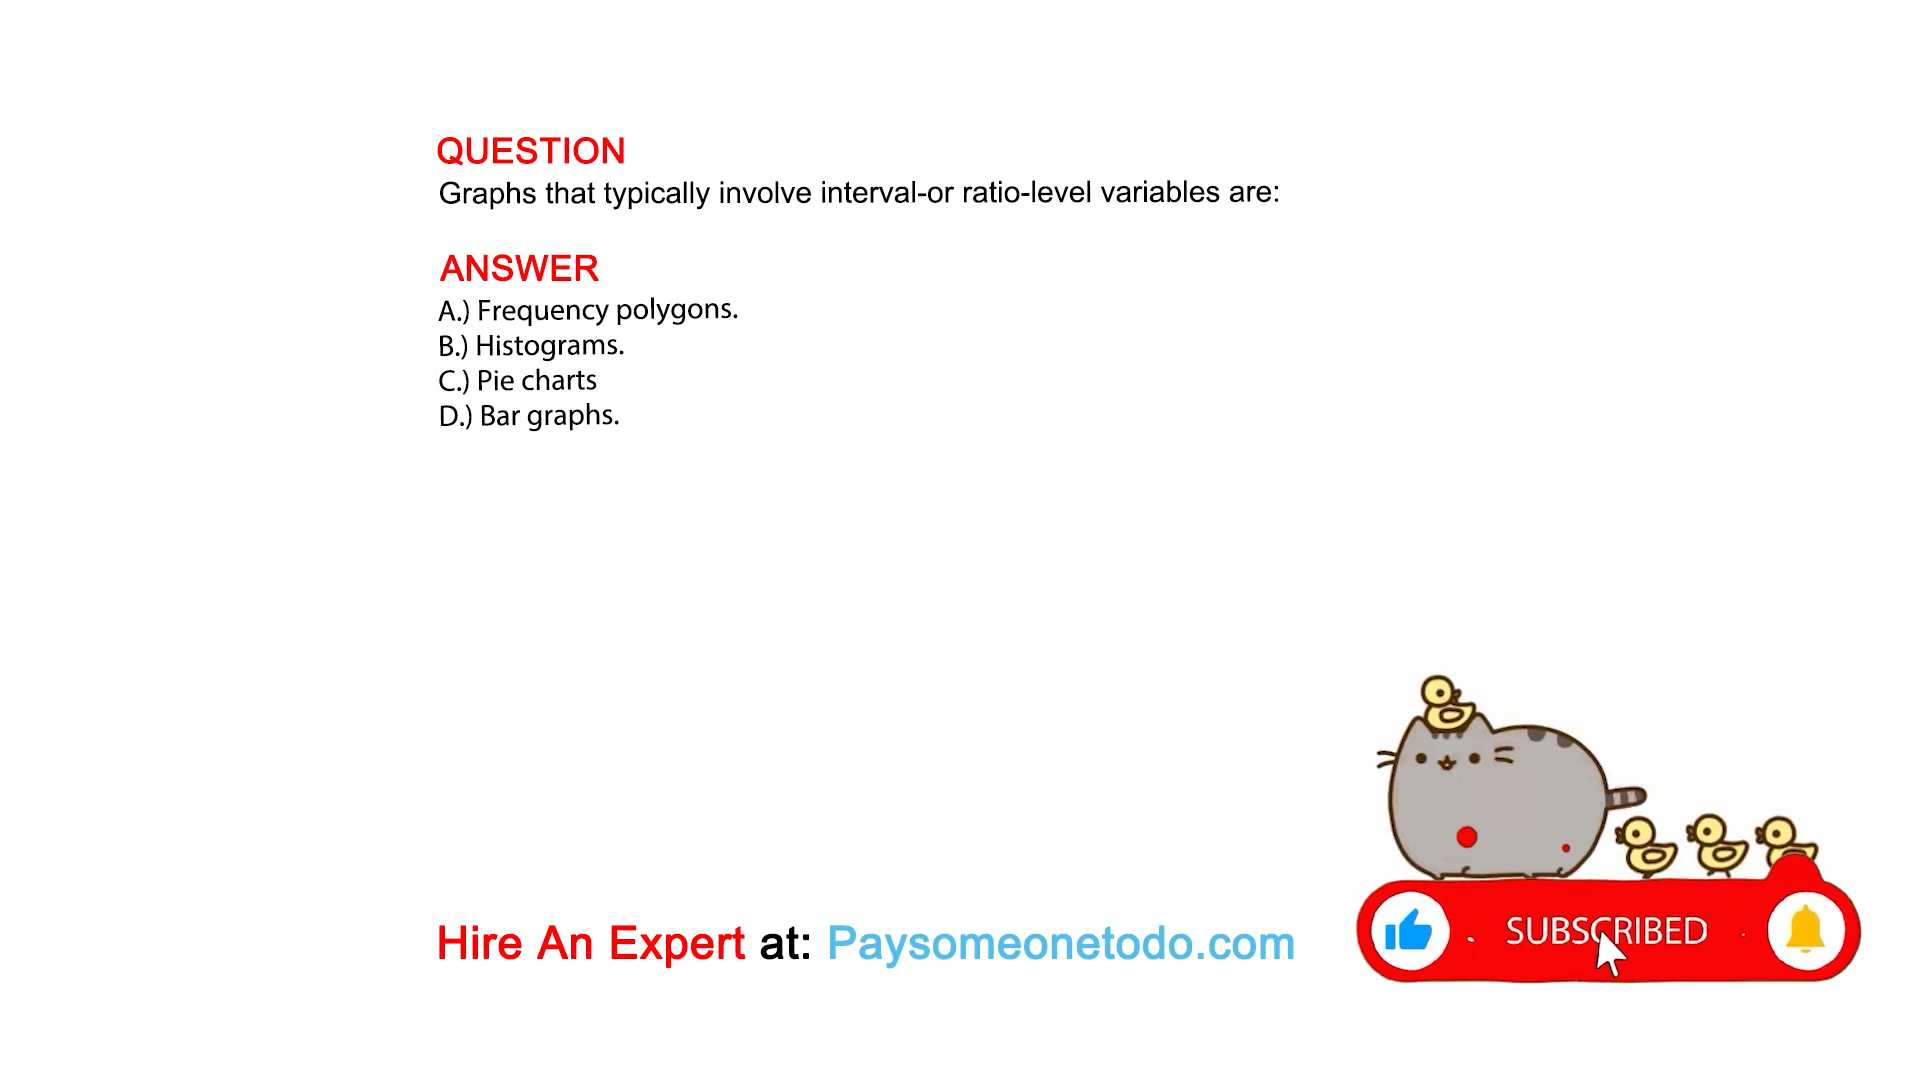 QUESTION
Graphs that typically involve interval-or ratio-level variables are:
ANSWER
A.) Frequency polygons.
B.) Histograms.
C.) Pie charts
D.) Bar graphs.
Hire An Expert at: Paysomeonetodo.com
SUBSCRIBED